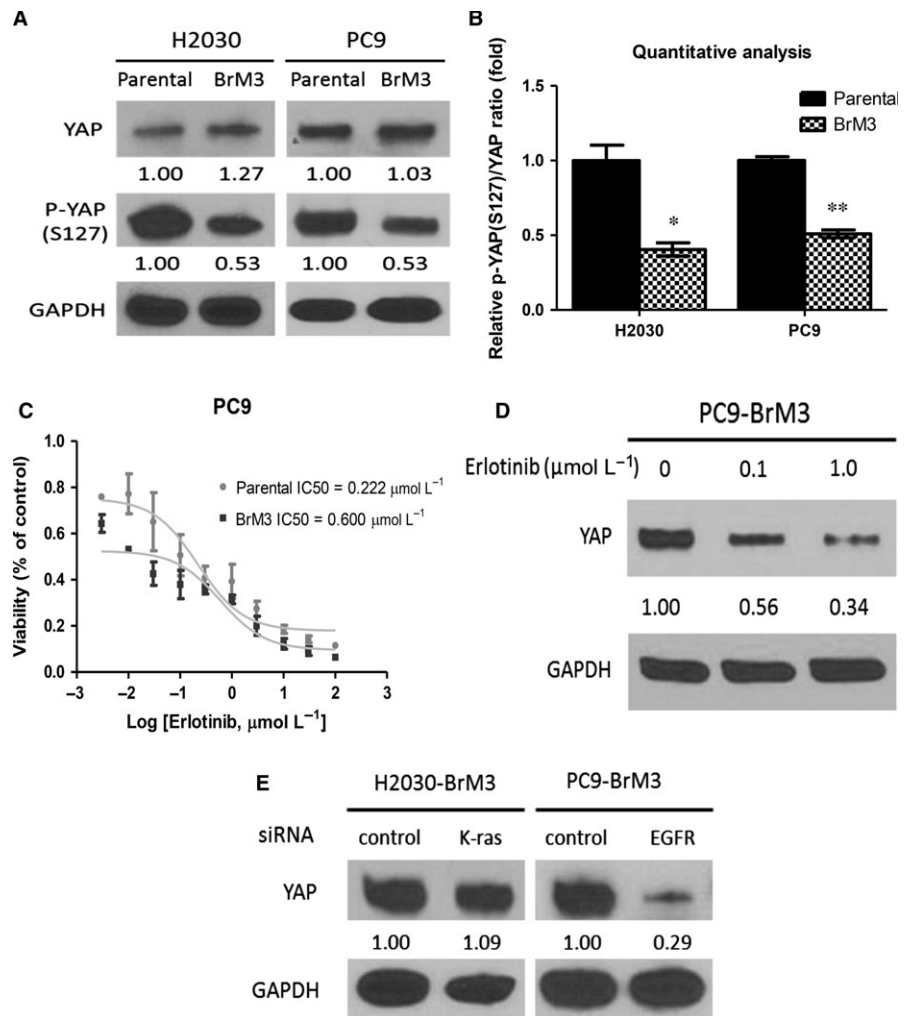 A
H2030 PC9
Parental BrM3 Parental BrM3
YAP
1.00 1.27 1.00 1.03
P-YAP
(S127)
1.00 0.53 1.00 0.53
GAPDH
B
Quantitative analysis
Relative p-YAP(S127)/YAP ratio (fold)
1.5
1.0
0.5
0.0
Parental
BrM3
*
**
H2030 PC9
C
PC9
Viability (% of control)
1.0
0.8
0.6
0.4
0.2
0.0
Parental IC50 = 0.222 μmol L⁻¹
BrM3 IC50 = 0.600 μmol L⁻¹
−3 −2 −1 0 1 2 3
Log [Erlotinib, μmol L⁻¹]
D
PC9-BrM3
Erlotinib (μmol L⁻¹) 0 0.1 1.0
YAP
1.00 0.56 0.34
GAPDH
E
H2030-BrM3 PC9-BrM3
siRNA control K-ras control EGFR
YAP
1.00 1.09 1.00 0.29
GAPDH